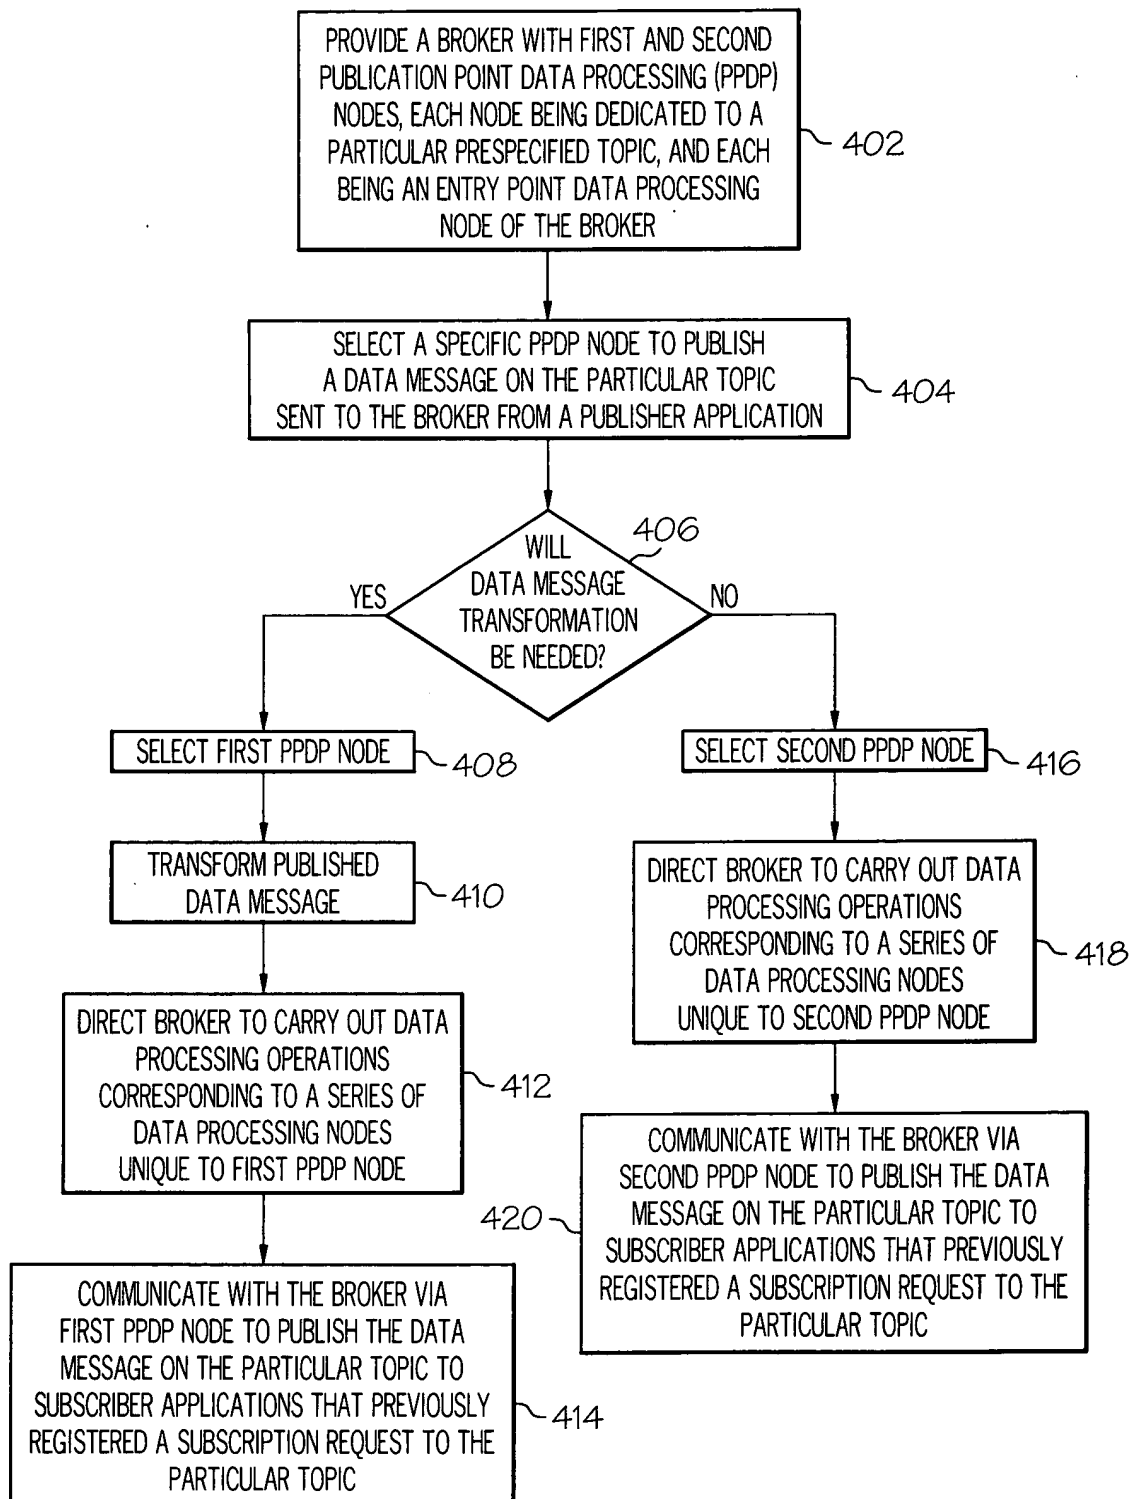 PROVIDE A BROKER WITH FIRST AND SECOND
PUBLICATION POINT DATA PROCESSING (PPDP)
NODES, EACH NODE BEING DEDICATED TO A
PARTICULAR PRESPECIFIED TOPIC, AND EACH
BEING AN ENTRY POINT DATA PROCESSING
NODE OF THE BROKER
402
SELECT A SPECIFIC PPDP NODE TO PUBLISH
A DATA MESSAGE ON THE PARTICULAR TOPIC
SENT TO THE BROKER FROM A PUBLISHER APPLICATION
404
406
WILL
DATA MESSAGE
TRANSFORMATION
BE NEEDED?
YES
NO
SELECT FIRST PPDP NODE
408
TRANSFORM PUBLISHED
DATA MESSAGE
410
DIRECT BROKER TO CARRY OUT DATA
PROCESSING OPERATIONS
CORRESPONDING TO A SERIES OF
DATA PROCESSING NODES
UNIQUE TO FIRST PPDP NODE
412
COMMUNICATE WITH THE BROKER VIA
FIRST PPDP NODE TO PUBLISH THE DATA
MESSAGE ON THE PARTICULAR TOPIC TO
SUBSCRIBER APPLICATIONS THAT PREVIOUSLY
REGISTERED A SUBSCRIPTION REQUEST TO THE
PARTICULAR TOPIC
414
SELECT SECOND PPDP NODE
416
DIRECT BROKER TO CARRY OUT DATA
PROCESSING OPERATIONS
CORRESPONDING TO A SERIES OF
DATA PROCESSING NODES
UNIQUE TO SECOND PPDP NODE
418
COMMUNICATE WITH THE BROKER VIA
SECOND PPDP NODE TO PUBLISH THE DATA
MESSAGE ON THE PARTICULAR TOPIC TO
SUBSCRIBER APPLICATIONS THAT PREVIOUSLY
REGISTERED A SUBSCRIPTION REQUEST TO THE
PARTICULAR TOPIC
420